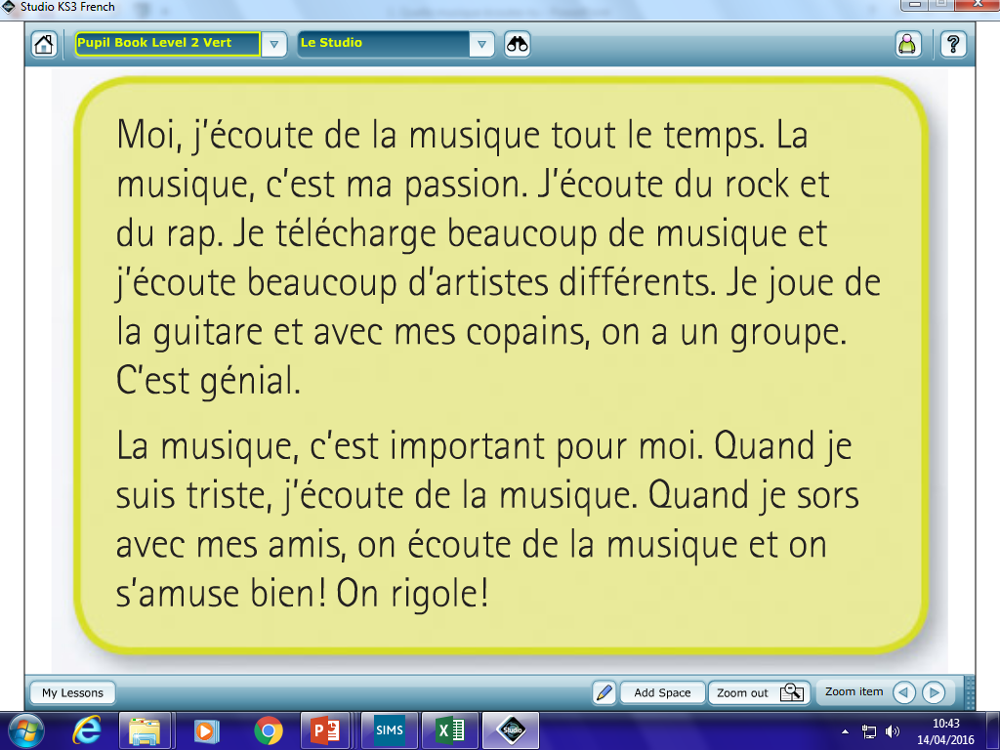 Studio KS3 French
Pupil Book Level 2 Vert
Le Studio
?
Moi, j'écoute de la musique tout le temps. La
musique, c'est ma passion. J'écoute du rock et
du rap. Je télécharge beaucoup de musique et
j'écoute beaucoup d'artistes différents. Je joue de
la guitare et avec mes copains, on a un groupe.
C'est génial.
La musique, c'est important pour moi. Quand je
suis triste, j'écoute de la musique. Quand je sors
avec mes amis, on écoute de la musique et on
s'amuse bien! On rigole!
My Lessons
Add Space
Zoom out
Zoom item
SIMS
Studio
10:43
14/04/2016